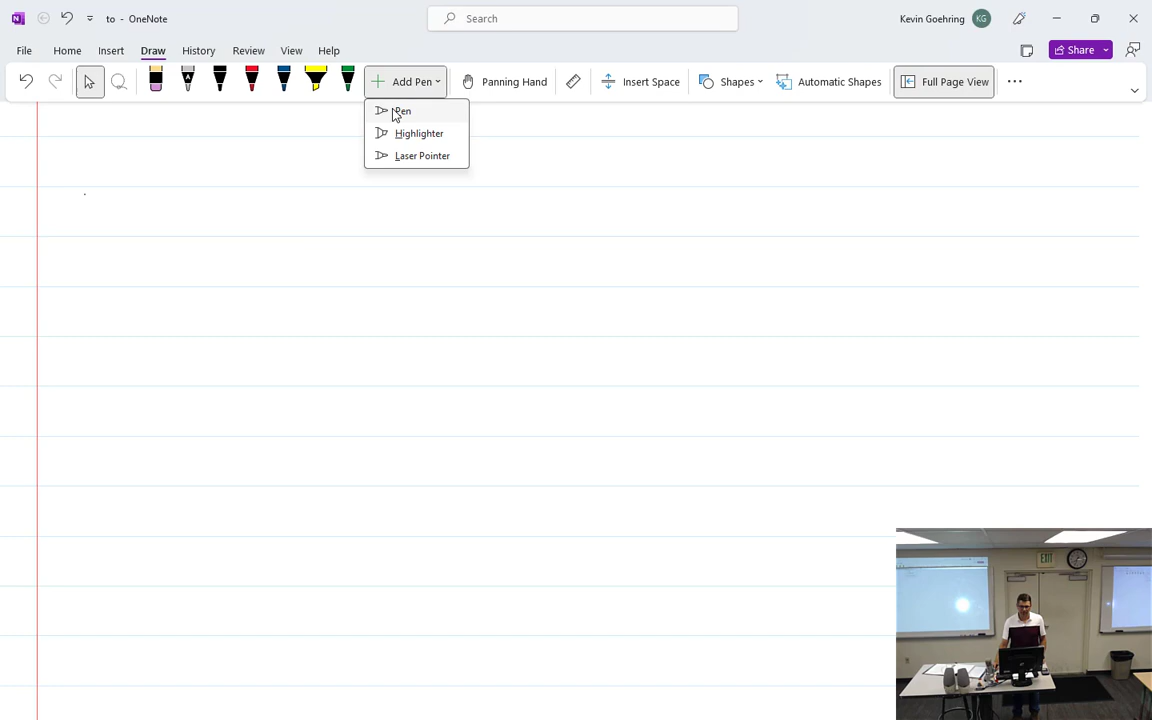 to - OneNote
Search
Kevin Goehring
KG
File
Home
Insert
Draw
History
Review
View
Help
Share
A
Add Pen
Panning Hand
Insert Space
Shapes
Automatic Shapes
Full Page View
Pen
Highlighter
Laser Pointer
EXIT